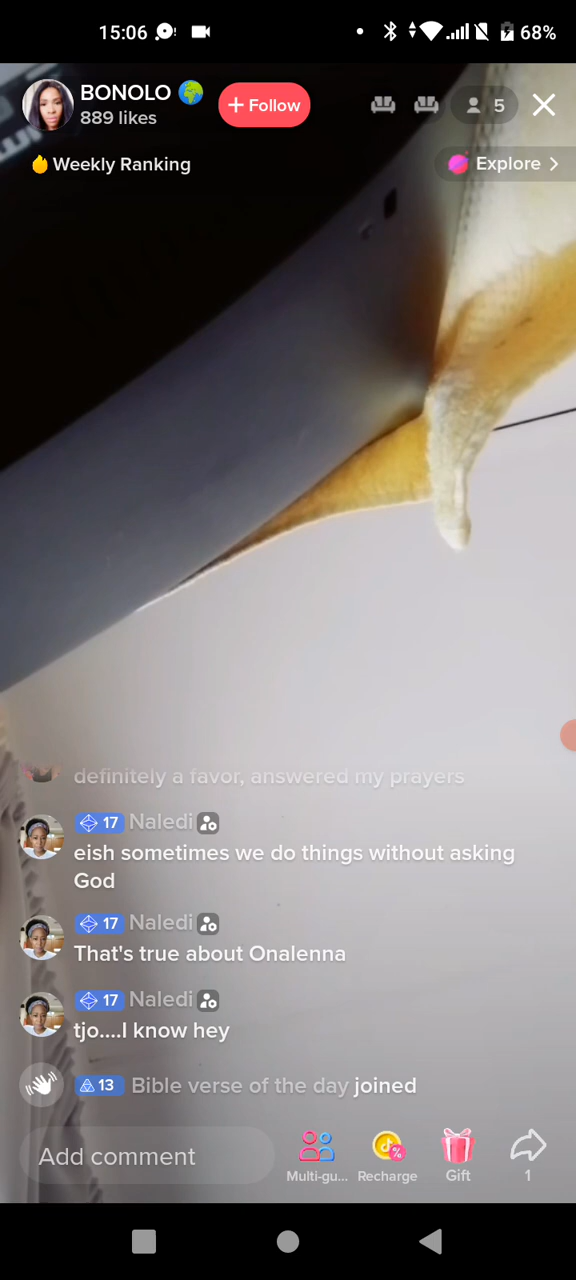 15:06
68%
BONOLO 🌍
889 likes
+ Follow
5
Weekly Ranking
Explore >
definitely a favor, answered my prayers
17 Naledi
eish sometimes we do things without asking
God
17 Naledi
That's true about Onalenna
17 Naledi
tjo....I know hey
13 Bible verse of the day joined
Add comment
Multi-gu...
Recharge
Gift
1